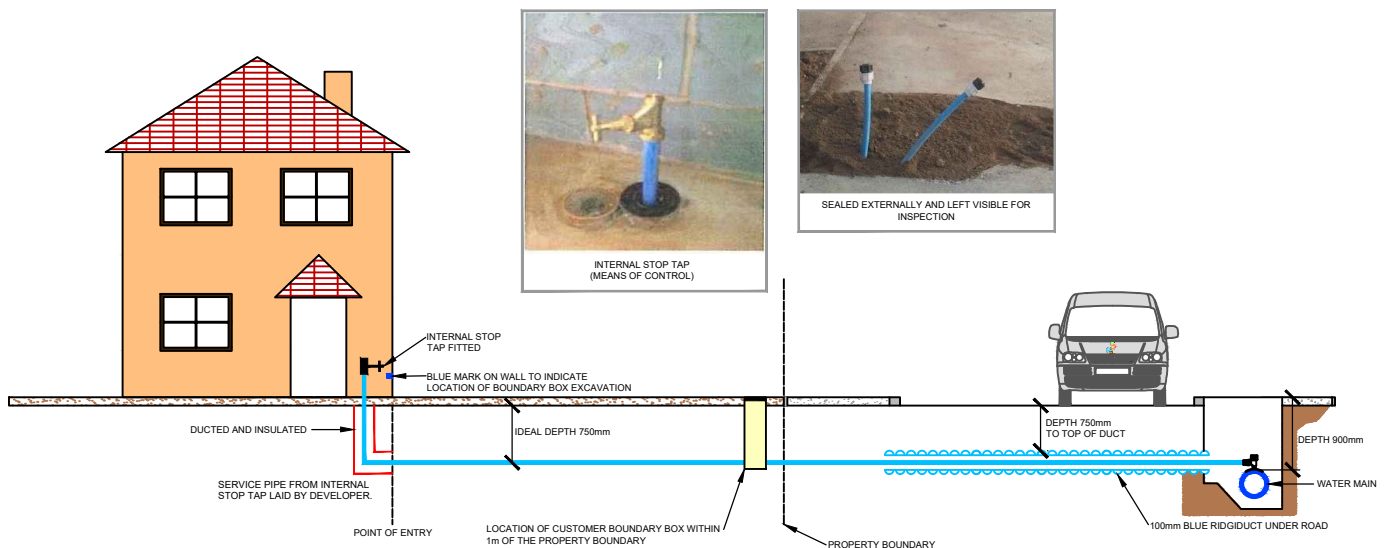 INTERNAL STOP TAP
(MEANS OF CONTROL)
SEALED EXTERNALLY AND LEFT VISIBLE FOR
INSPECTION
INTERNAL STOP
TAP FITTED
BLUE MARK ON WALL TO INDICATE
LOCATION OF BOUNDARY BOX EXCAVATION
DUCTED AND INSULATED
IDEAL DEPTH 750mm
DEPTH 750mm
TO TOP OF DUCT
DEPTH 900mm
SERVICE PIPE FROM INTERNAL
STOP TAP LAID BY DEVELOPER.
WATER MAIN
POINT OF ENTRY
LOCATION OF CUSTOMER BOUNDARY BOX WITHIN
1m OF THE PROPERTY BOUNDARY
100mm BLUE RIDGIDUCT UNDER ROAD
PROPERTY BOUNDARY